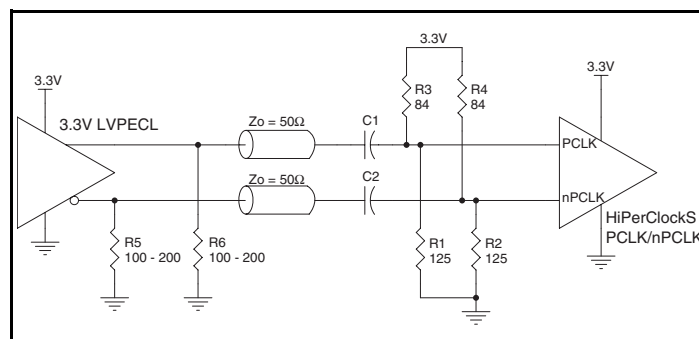 3.3V
3.3V
3.3V
R3
84
R4
84
3.3V LVPECL
Zo = 50Ω
C1
PCLK
Zo = 50Ω
C2
nPCLK
HiPerClockS
PCLK/nPCLK
R5
100 - 200
R6
100 - 200
R1
125
R2
125